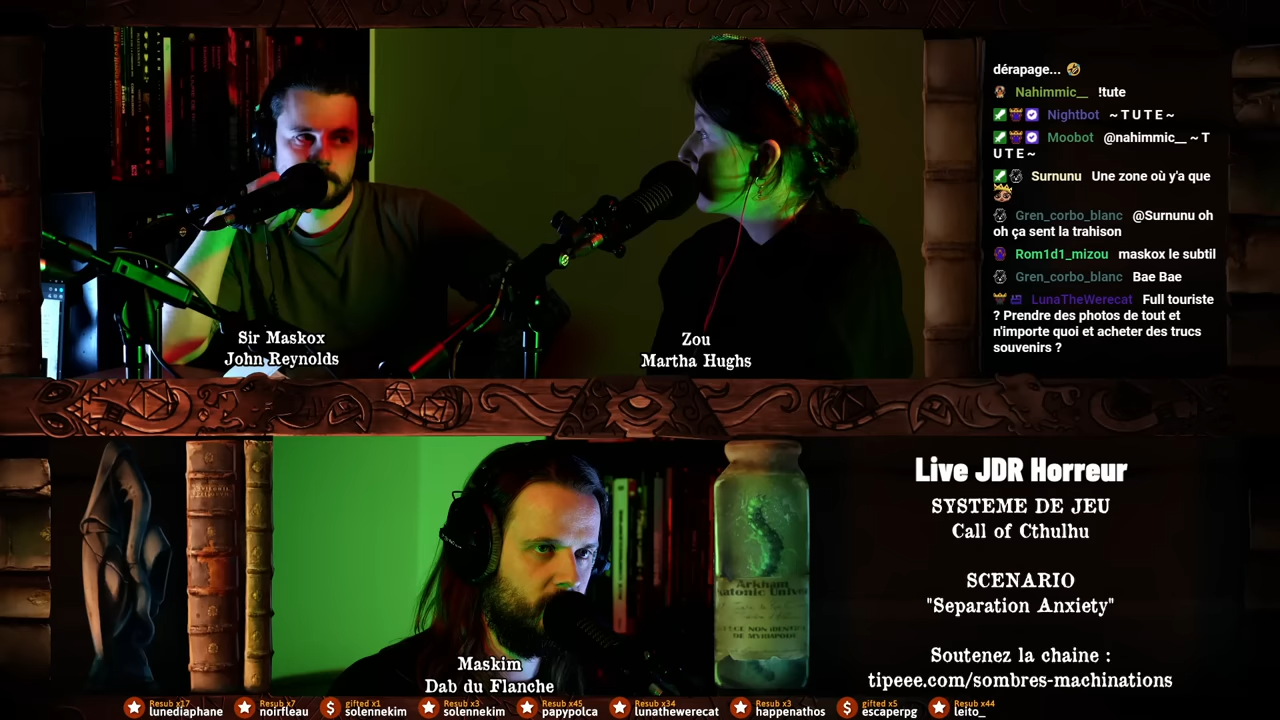 dérapage...
Nahimmic__ !tute
Nightbot ~ T U T E ~
Moobot @nahimmic__ ~ T
U T E ~
Surnunu Une zone où y'a que
Gren_corbo_blanc @Surnunu oh
oh ça sent la trahison
Rom1d1_mizou maskox le subtil
Gren_corbo_blanc Bae Bae
LunaTheWerecat Full touriste
? Prendre des photos de tout et
n'importe quoi et acheter des trucs
souvenirs ?
Sir Maskox
John Reynolds
Zou
Martha Hughs
Maskim
Dab du Flanche
Arkham
Live JDR Horreur
SYSTEME DE JEU
Call of Cthulhu
SCENARIO
"Separation Anxiety"
Soutenez la chaine :
tipeee.com/sombres-machinations
Resub x17
lunediaphane
Resub x7
noirfleau
gifted x1
solennekim
Resub x3
solennekim
Resub x45
papypolca
Resub x34
lunathewerecat
Resub x3
happenathos
gifted x5
escaperpg
Resub x44
leito_